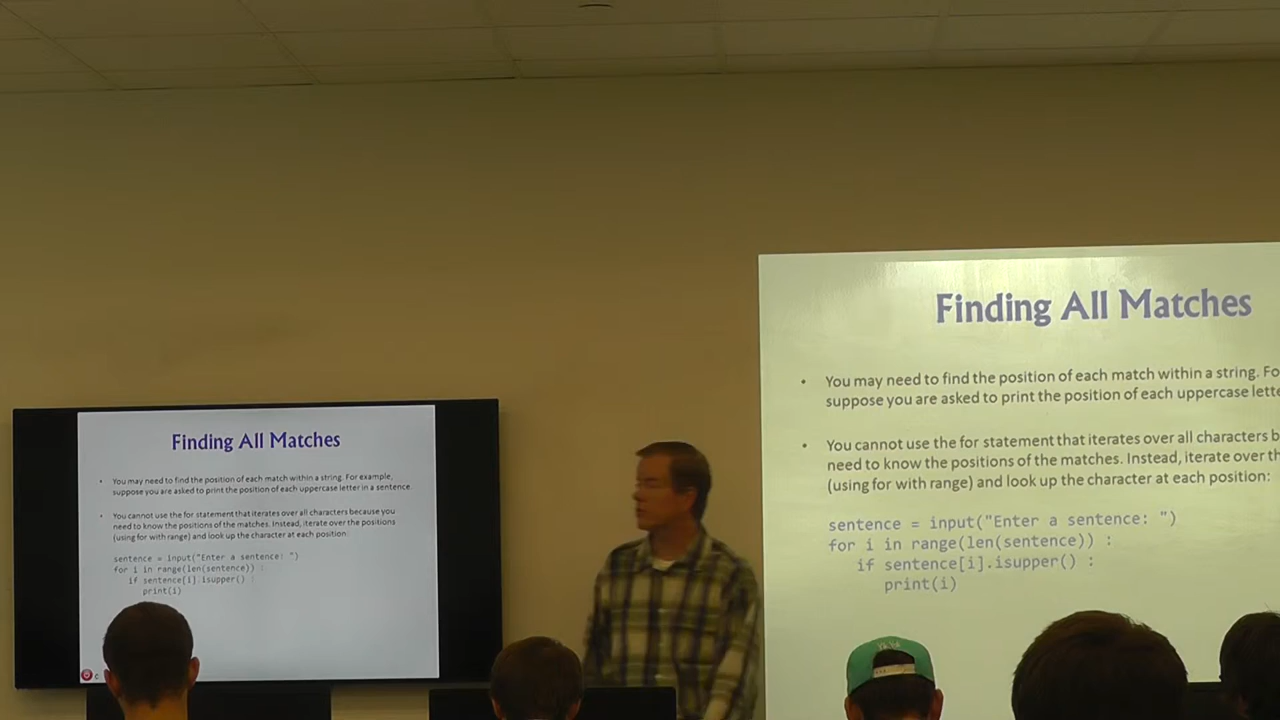 Finding All Matches
• You may need to find the position of each match within a string. For example,
suppose you are asked to print the position of each uppercase letter in a sentence.
• You cannot use the for statement that iterates over all characters because you
need to know the positions of the matches. Instead, iterate over the positions
(using for with range) and look up the character at each position:
sentence = input("Enter a sentence: ")
for i in range(len(sentence)) :
if sentence[i].isupper() :
print(i)
Finding All Matches
• You may need to find the position of each match within a string. Fo
suppose you are asked to print the position of each uppercase lette
• You cannot use the for statement that iterates over all characters b
need to know the positions of the matches. Instead, iterate over th
(using for with range) and look up the character at each position:
sentence = input("Enter a sentence: ")
for i in range(len(sentence)) :
if sentence[i].isupper() :
print(i)